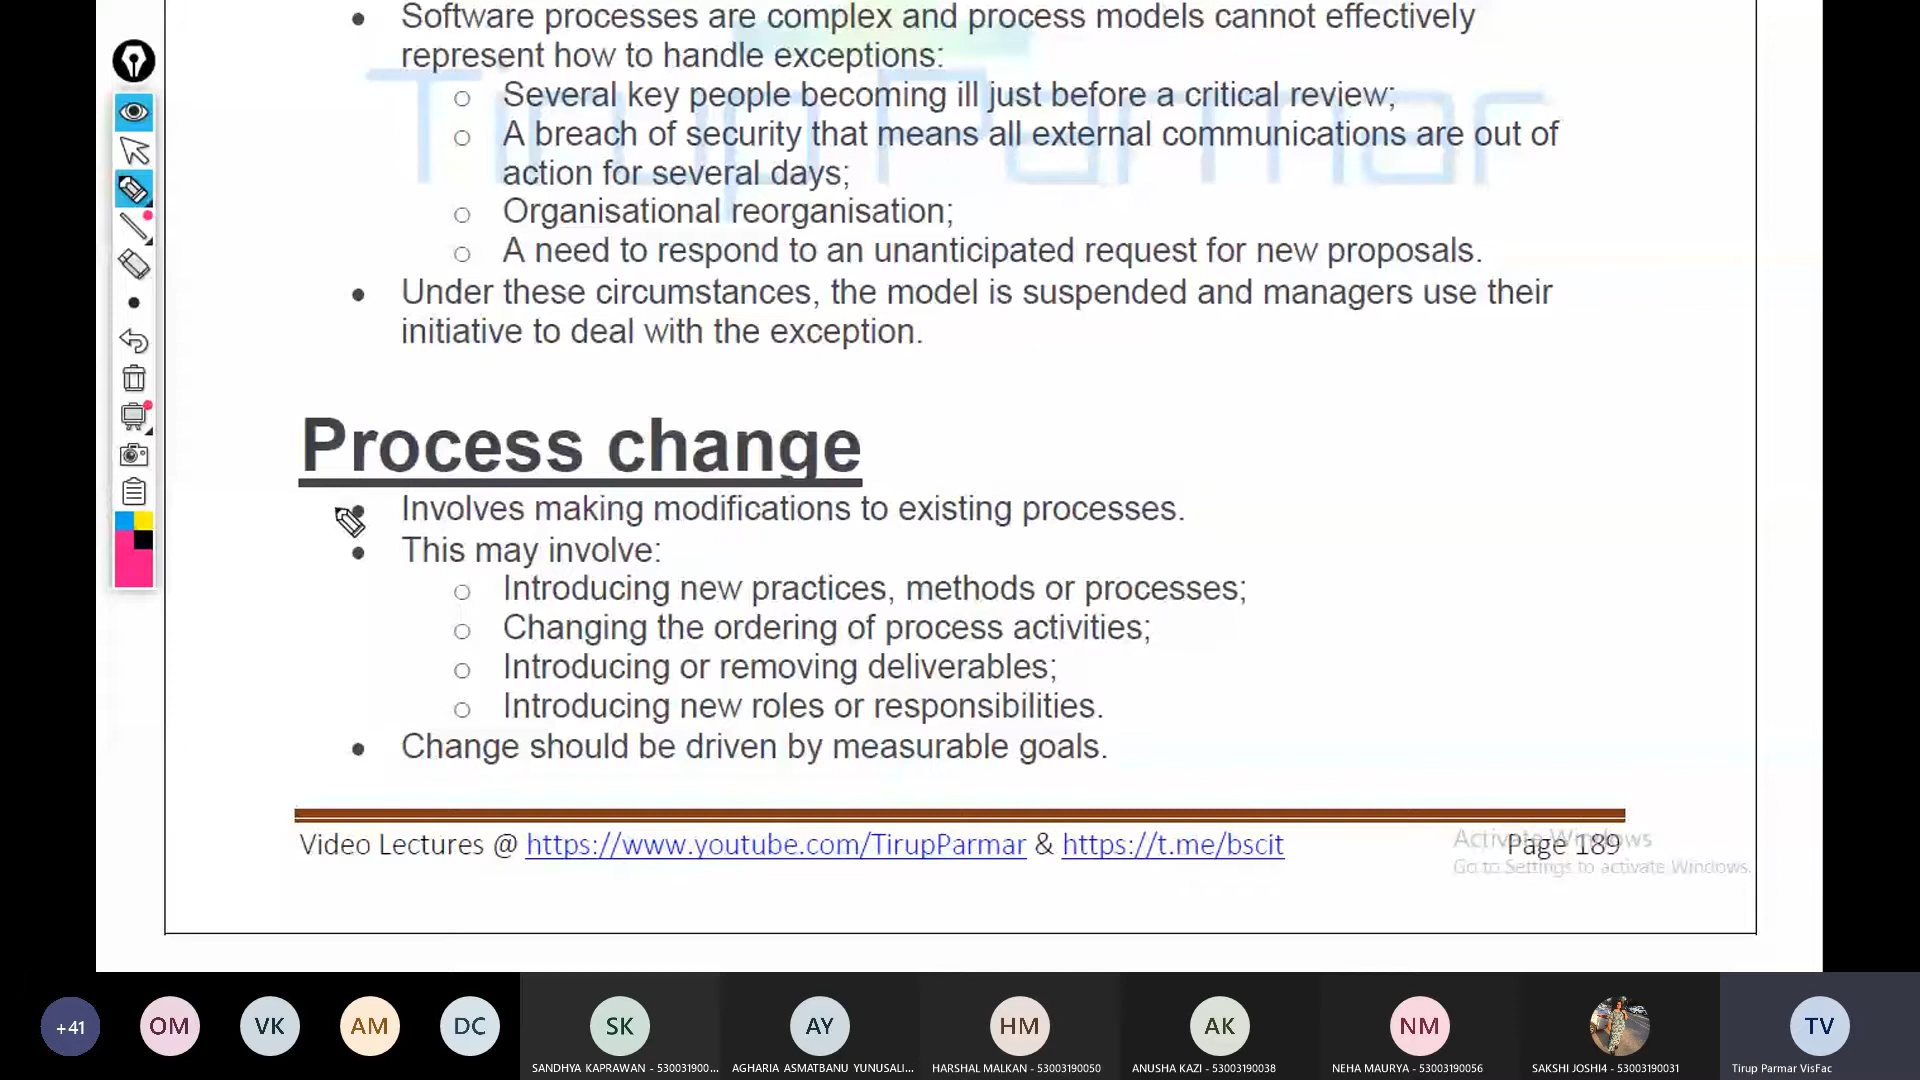 Software processes are complex and process models cannot effectively
represent how to handle exceptions:
Several key people becoming ill just before a critical review;
A breach of security that means all external communications are out of
action for several days;
Organisational reorganisation;
A need to respond to an unanticipated request for new proposals.
Under these circumstances, the model is suspended and managers use their
initiative to deal with the exception.
Tirup Parmar
Process change
Involves making modifications to existing processes.
This may involve:
Introducing new practices, methods or processes;
Changing the ordering of process activities;
Introducing or removing deliverables;
Introducing new roles or responsibilities.
Change should be driven by measurable goals.
Video Lectures @ https://www.youtube.com/TirupParmar & https://t.me/bscit
Page 189
Activate Windows
Go to Settings to activate Windows.
+41
OM
VK
AM
DC
SK
AY
HM
AK
NM
TV
SANDHYA KAPRAWAN - 530031900...
AGHARIA ASMATBANU YUNUSALI...
HARSHAL MALKAN - 53003190050
ANUSHA KAZI - 53003190038
NEHA MAURYA - 53003190056
SAKSHI JOSHI4 - 53003190031
Tirup Parmar VisFac